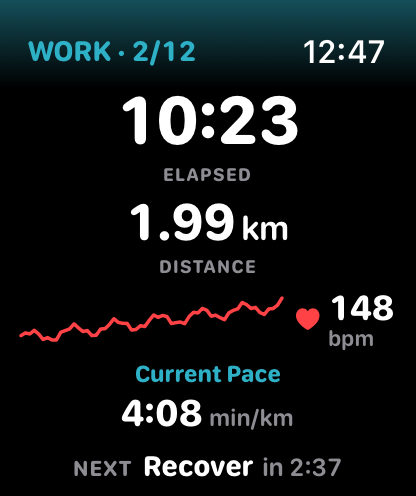 WORK · 2/12 12:47
10:23
ELAPSED
1.99 km
DISTANCE
148
bpm
Current Pace
4:08 min/km
NEXT Recover in 2:37